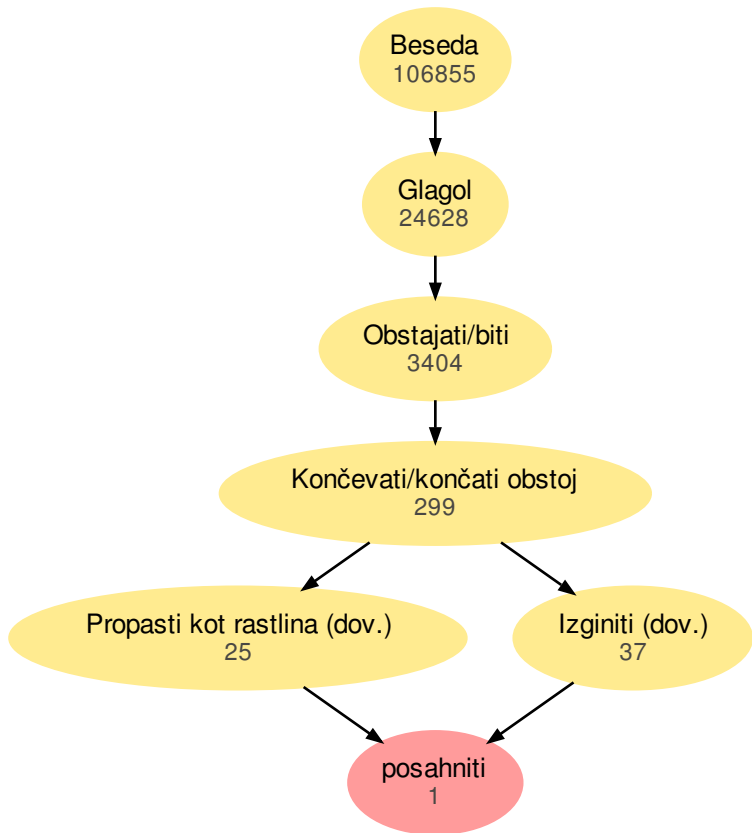 Beseda
106855
Glagol
24628
Obstajati/biti
3404
Končevati/končati obstoj
299
Propasti kot rastlina (dov.)
25
Izginiti (dov.)
37
posahniti
1